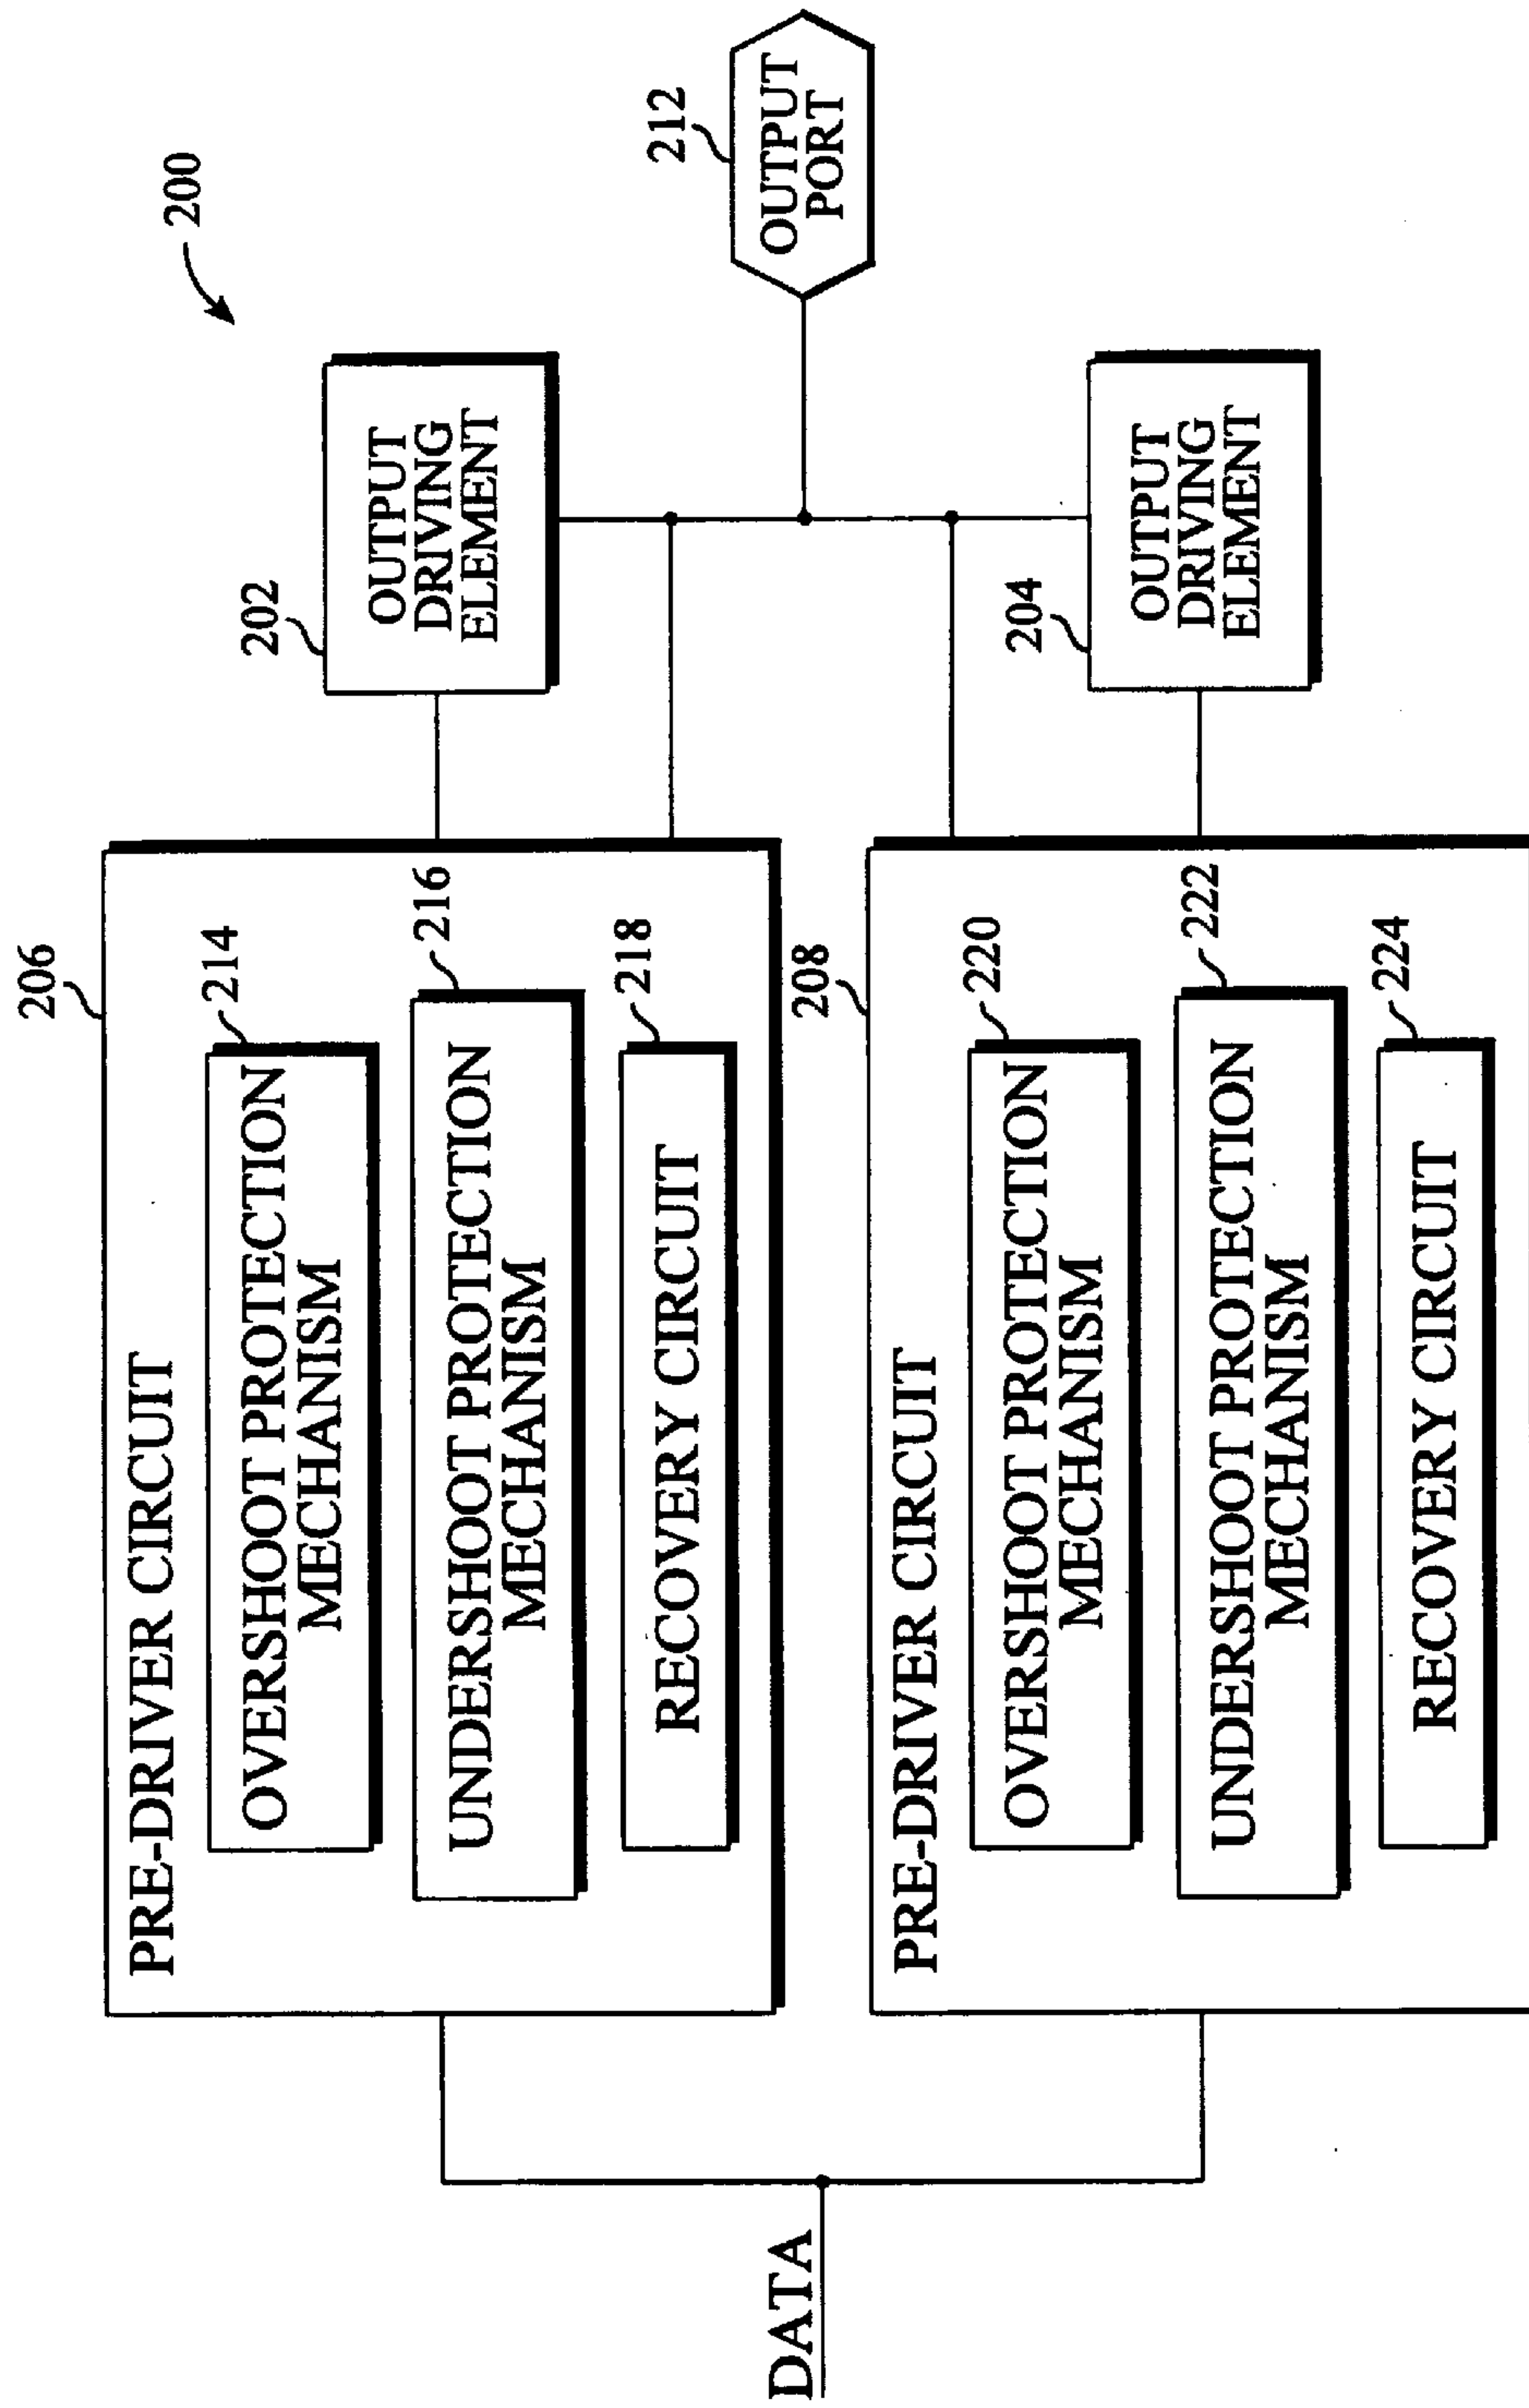 200
206
PRE-DRIVER CIRCUIT
214
OVERSHOOT PROTECTION
MECHANISM
216
UNDERSHOOT PROTECTION
MECHANISM
218
RECOVERY CIRCUIT
202
OUTPUT
DRIVING
ELEMENT
212
OUTPUT
PORT
DATA
208
PRE-DRIVER CIRCUIT
220
OVERSHOOT PROTECTION
MECHANISM
222
UNDERSHOOT PROTECTION
MECHANISM
224
RECOVERY CIRCUIT
204
OUTPUT
DRIVING
ELEMENT